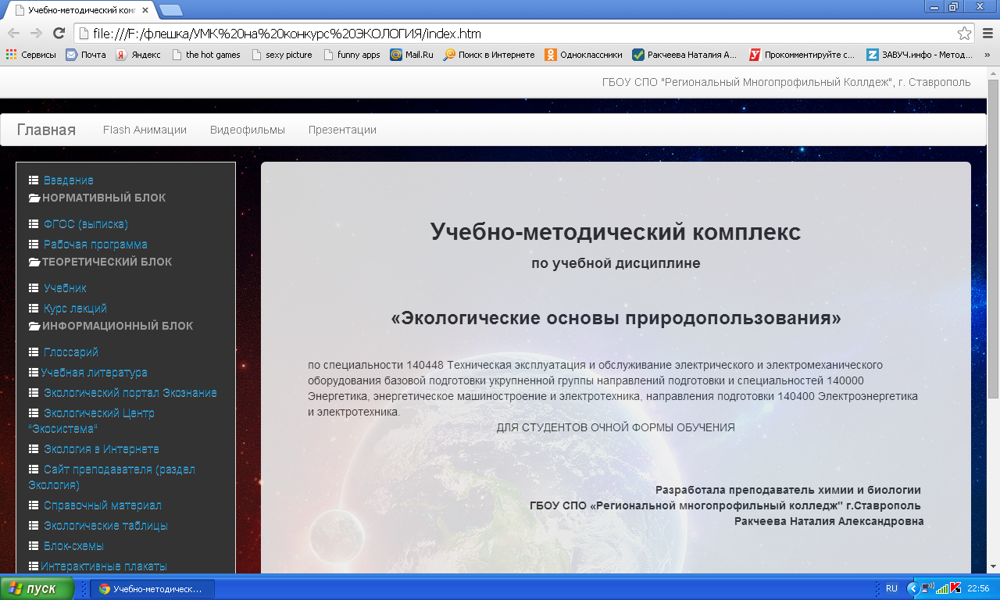 Учебно-методический комп
file:///F:/флешка/УМК%20на%20конкурс%20ЭКОЛОГИЯ/index.htm
Сервисы Почта Яндекс the hot games sexy picture funny apps Mail.Ru Поиск в Интернете Одноклассники Ракчеева Наталия А... Прокомментируйте с... ЗАВУЧ.инфо - Метод... »
ГБОУ СПО "Региональный Многопрофильный Коллдеж", г. Ставрополь
Главная Flash Анимации Видеофильмы Презентации
Введение
НОРМАТИВНЫЙ БЛОК
ФГОС (выписка)
Рабочая программа
ТЕОРЕТИЧЕСКИЙ БЛОК
Учебник
Курс лекций
ИНФОРМАЦИОННЫЙ БЛОК
Глоссарий
Учебная литература
Экологический портал Экознание
Экологический Центр
"Экосистема"
Экология в Интернете
Сайт преподавателя (раздел
Экология)
Справочный материал
Экологические таблицы
Блок-схемы
Интерактивные плакаты
Учебно-методический комплекс
по учебной дисциплине
«Экологические основы природопользования»
по специальности 140448 Техническая эксплуатация и обслуживание электрического и электромеханического
оборудования базовой подготовки укрупненной группы направлений подготовки и специальностей 140000
Энергетика, энергетическое машиностроение и электротехника, направления подготовки 140400 Электроэнергетика
и электротехника.
ДЛЯ СТУДЕНТОВ ОЧНОЙ ФОРМЫ ОБУЧЕНИЯ
Разработала преподаватель химии и биологии
ГБОУ СПО «Региональной многопрофильный колледж" г.Ставрополь
Ракчеева Наталия Александровна
пуск Учебно-методическ... RU 22:56